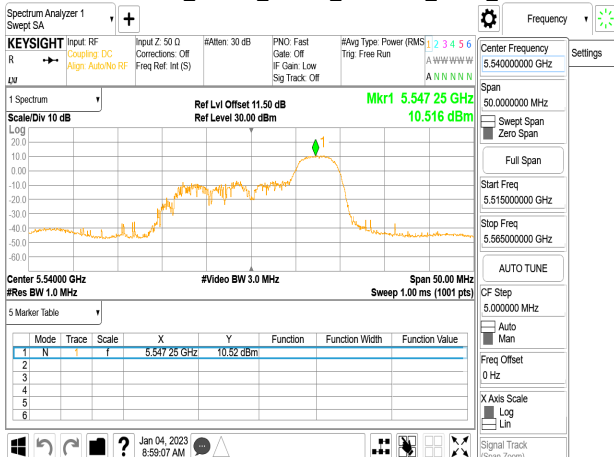 Spectrum Analyzer 1
Swept SA
+
Frequency
Settings
KEYSIGHT
R
Input: RF
Coupling: DC
Align: Auto/No RF
Input Z: 50 Ω
Corrections: Off
Freq Ref: Int (S)
#Atten: 30 dB
PNO: Fast
Gate: Off
IF Gain: Low
Sig Track: Off
#Avg Type: Power (RMS
Trig: Free Run
1 2 3 4 5 6
A W W W W W
A N N N N N
1 Spectrum
Scale/Div 10 dB
Ref Lvl Offset 11.50 dB
Ref Level 30.00 dBm
Mkr1 5.547 25 GHz
10.516 dBm
Log
20.0
10.0
0.00
-10.0
-20.0
-30.0
-40.0
-50.0
-60.0
1
Center 5.54000 GHz
#Video BW 3.0 MHz
Span 50.00 MHz
#Res BW 1.0 MHz
Sweep 1.00 ms (1001 pts)
5 Marker Table
Mode Trace Scale X Y Function Function Width Function Value
1 N 1 f 5.547 25 GHz 10.52 dBm
2
3
4
5
6
Jan 04, 2023
8:59:07 AM
?
Center Frequency
5.540000000 GHz
Span
50.0000000 MHz
Swept Span
Zero Span
Full Span
Start Freq
5.515000000 GHz
Stop Freq
5.565000000 GHz
AUTO TUNE
CF Step
5.000000 MHz
Auto
Man
Freq Offset
0 Hz
X Axis Scale
Log
Lin
Signal Track
(Span Zoom)